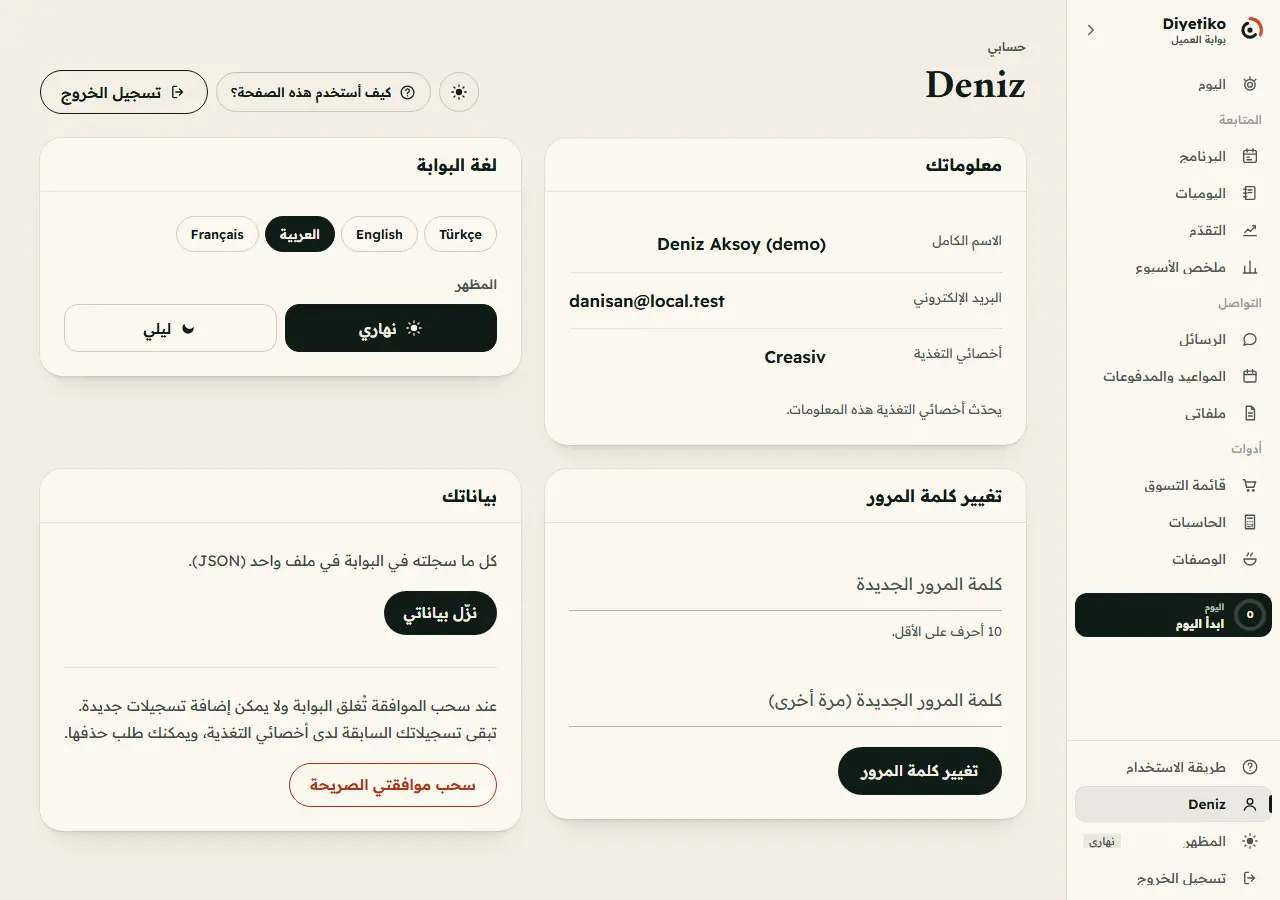 Diyetiko
بوابة العميل
اليوم
المتابعة
البرنامج
اليوميات
التقدّم
ملخص الأسبوع
التواصل
الرسائل
المواعيد والمدفوعات
ملفاتي
أدوات
قائمة التسوق
الحاسبات
الوصفات
0
اليوم
ابدأ اليوم
طريقة الاستخدام
Deniz
المظهر نهاري
تسجيل الخروج
حسابي
Deniz
كيف أستخدم هذه الصفحة؟
تسجيل الخروج
معلوماتك
الاسم الكامل Deniz Aksoy (demo)
البريد الإلكتروني danisan@local.test
أخصائي التغذية Creasiv
يحدّث أخصائي التغذية هذه المعلومات.
لغة البوابة
Türkçe English العربية Français
المظهر
نهاري ليلي
تغيير كلمة المرور
كلمة المرور الجديدة
10 أحرف على الأقل.
كلمة المرور الجديدة (مرة أخرى)
تغيير كلمة المرور
بياناتك
كل ما سجلته في البوابة في ملف واحد (JSON).
نزّل بياناتي
عند سحب الموافقة تُغلق البوابة ولا يمكن إضافة تسجيلات جديدة.
تبقى تسجيلاتك السابقة لدى أخصائي التغذية، ويمكنك طلب حذفها.
سحب موافقتي الصريحة